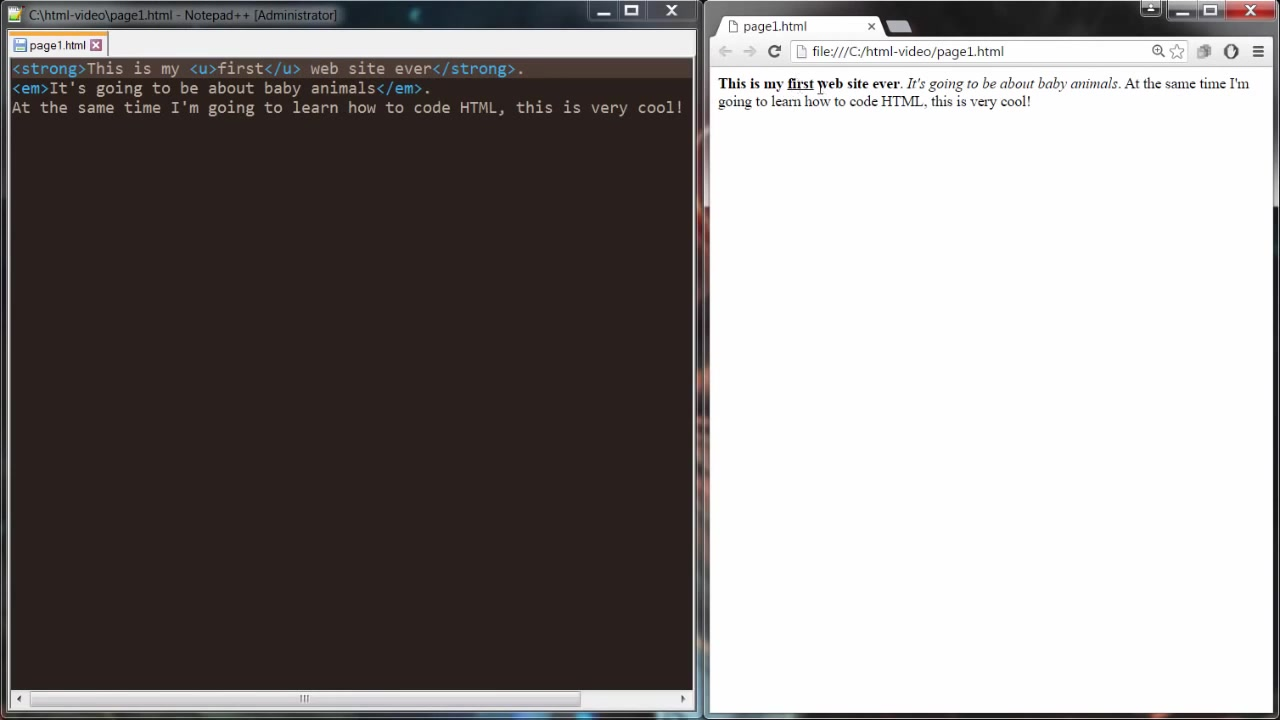 C:\html-video\page1.html - Notepad++ [Administrator]
page1.html
<strong>This is my <u>first</u> web site ever</strong>.
<em>It's going to be about baby animals</em>.
At the same time I'm going to learn how to code HTML, this is very cool!
page1.html
file:///C:/html-video/page1.html
This is my first web site ever. It's going to be about baby animals. At the same time I'm
going to learn how to code HTML, this is very cool!